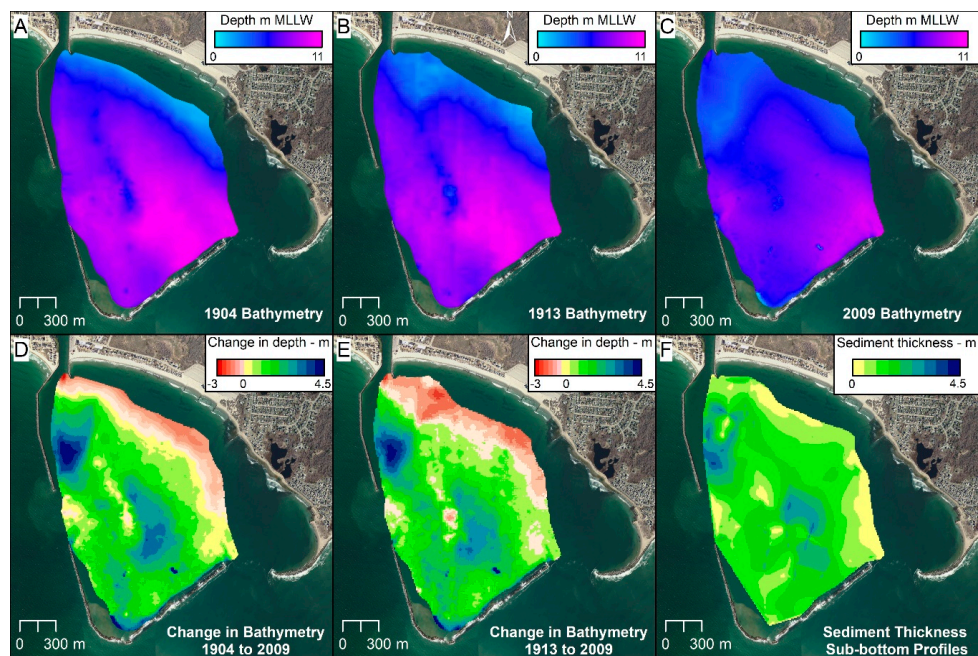 A
Depth m MLLW
0 11
0 300 m
1904 Bathymetry
B
N
Depth m MLLW
0 11
0 300 m
1913 Bathymetry
C
Depth m MLLW
0 11
0 300 m
2009 Bathymetry
D
Change in depth - m
-3 0 4.5
0 300 m
Change in Bathymetry
1904 to 2009
E
Change in depth - m
-3 0 4.5
0 300 m
Change in Bathymetry
1913 to 2009
F
Sediment thickness - m
0 4.5
0 300 m
Sediment Thickness
Sub-bottom Profiles